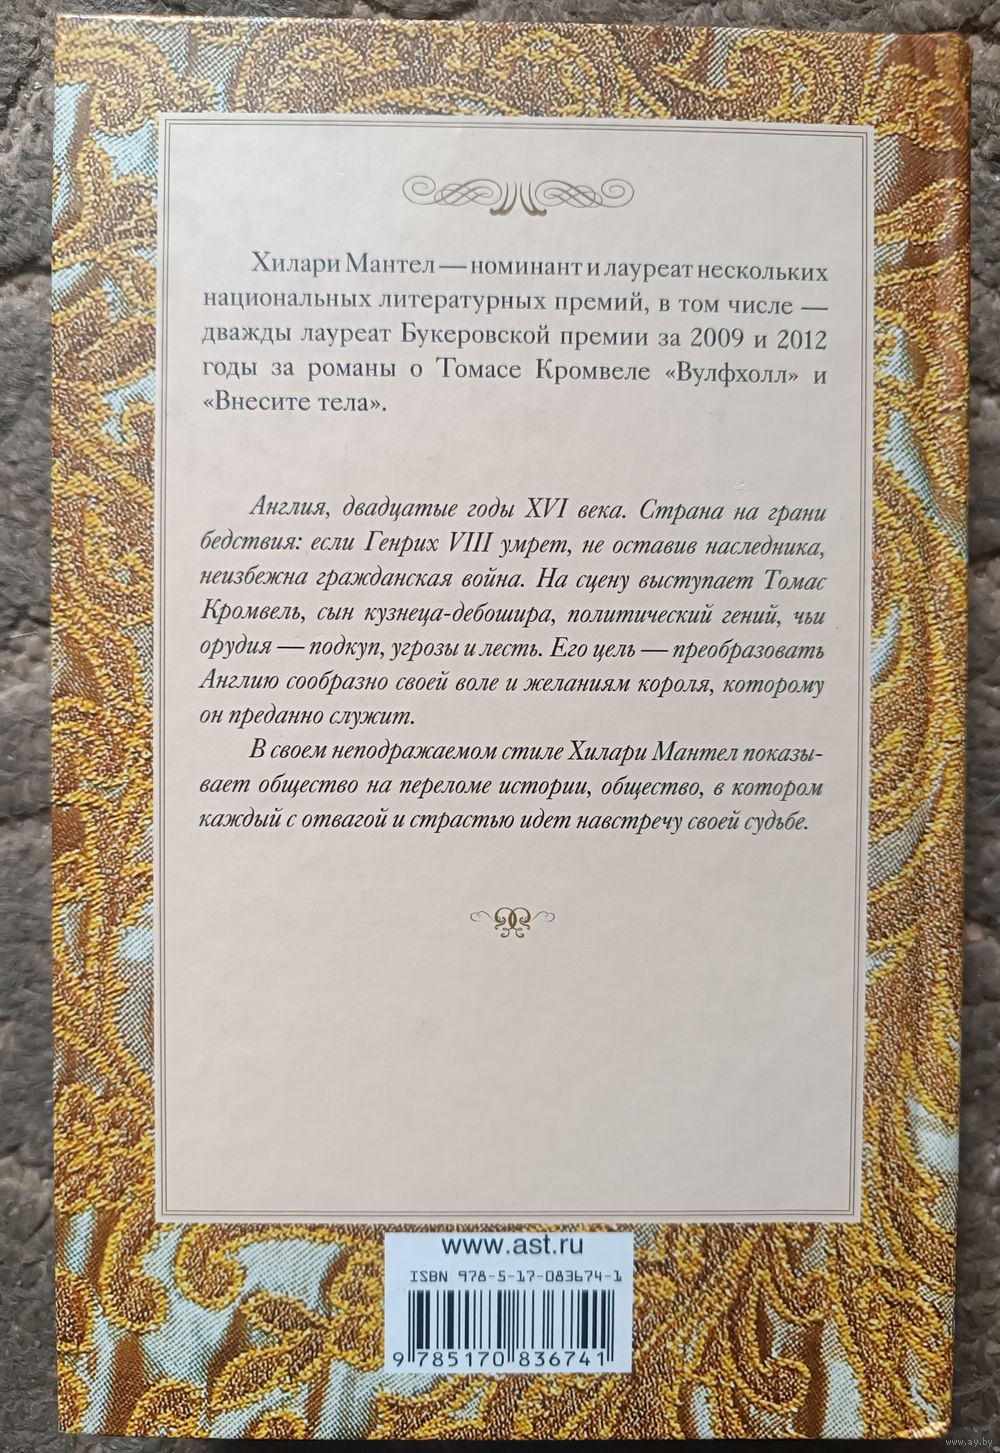 Хилари Мантел — номинант и лауреат нескольких
национальных литературных премий, в том числе —
дважды лауреат Букеровской премии за 2009 и 2012
годы за романы о Томасе Кромвеле «Вулфхолл» и
«Внесите тела».
Англия, двадцатые годы XVI века. Страна на грани
бедствия: если Генрих VIII умрет, не оставив наследника,
неизбежна гражданская война. На сцену выступает Томас
Кромвель, сын кузнеца-дебошира, политический гений, чьи
орудия — подкуп, угрозы и лесть. Его цель — преобразовать
Англию сообразно своей воле и желаниям короля, которому
он преданно служит.
В своем неподражаемом стиле Хилари Мантел показы-
вает общество на переломе истории, общество, в котором
каждый с отвагой и страстью идет навстречу своей судьбе.
www.ast.ru
ISBN 978-5-17-083674-1
9 785170 836741
www.ay.by